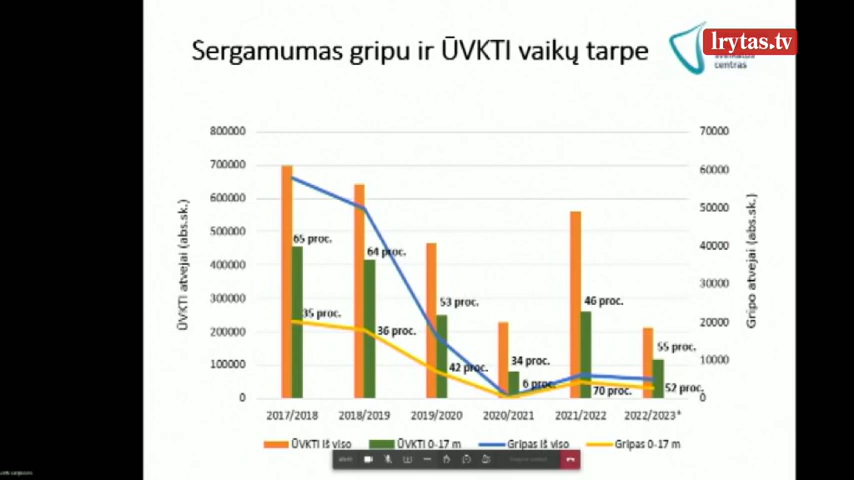 Sergamumas gripu ir ŪVKTI vaikų tarpe
lrytas.tv
centras
800000
700000
600000
500000
400000
300000
200000
100000
0
ŪVKTI atvejai (abs.sk.)
65 proc.
64 proc.
53 proc.
34 proc.
46 proc.
55 proc.
35 proc.
36 proc.
42 proc.
6 proc.
70 proc.
52 proc.
70000
60000
50000
40000
30000
20000
10000
0
Gripo atvejai (abs.sk.)
2017/2018 2018/2019 2019/2020 2020/2021 2021/2022 2022/2023*
ŪVKTI iš viso ŪVKTI 0-17 m Gripas iš viso Gripas 0-17 m